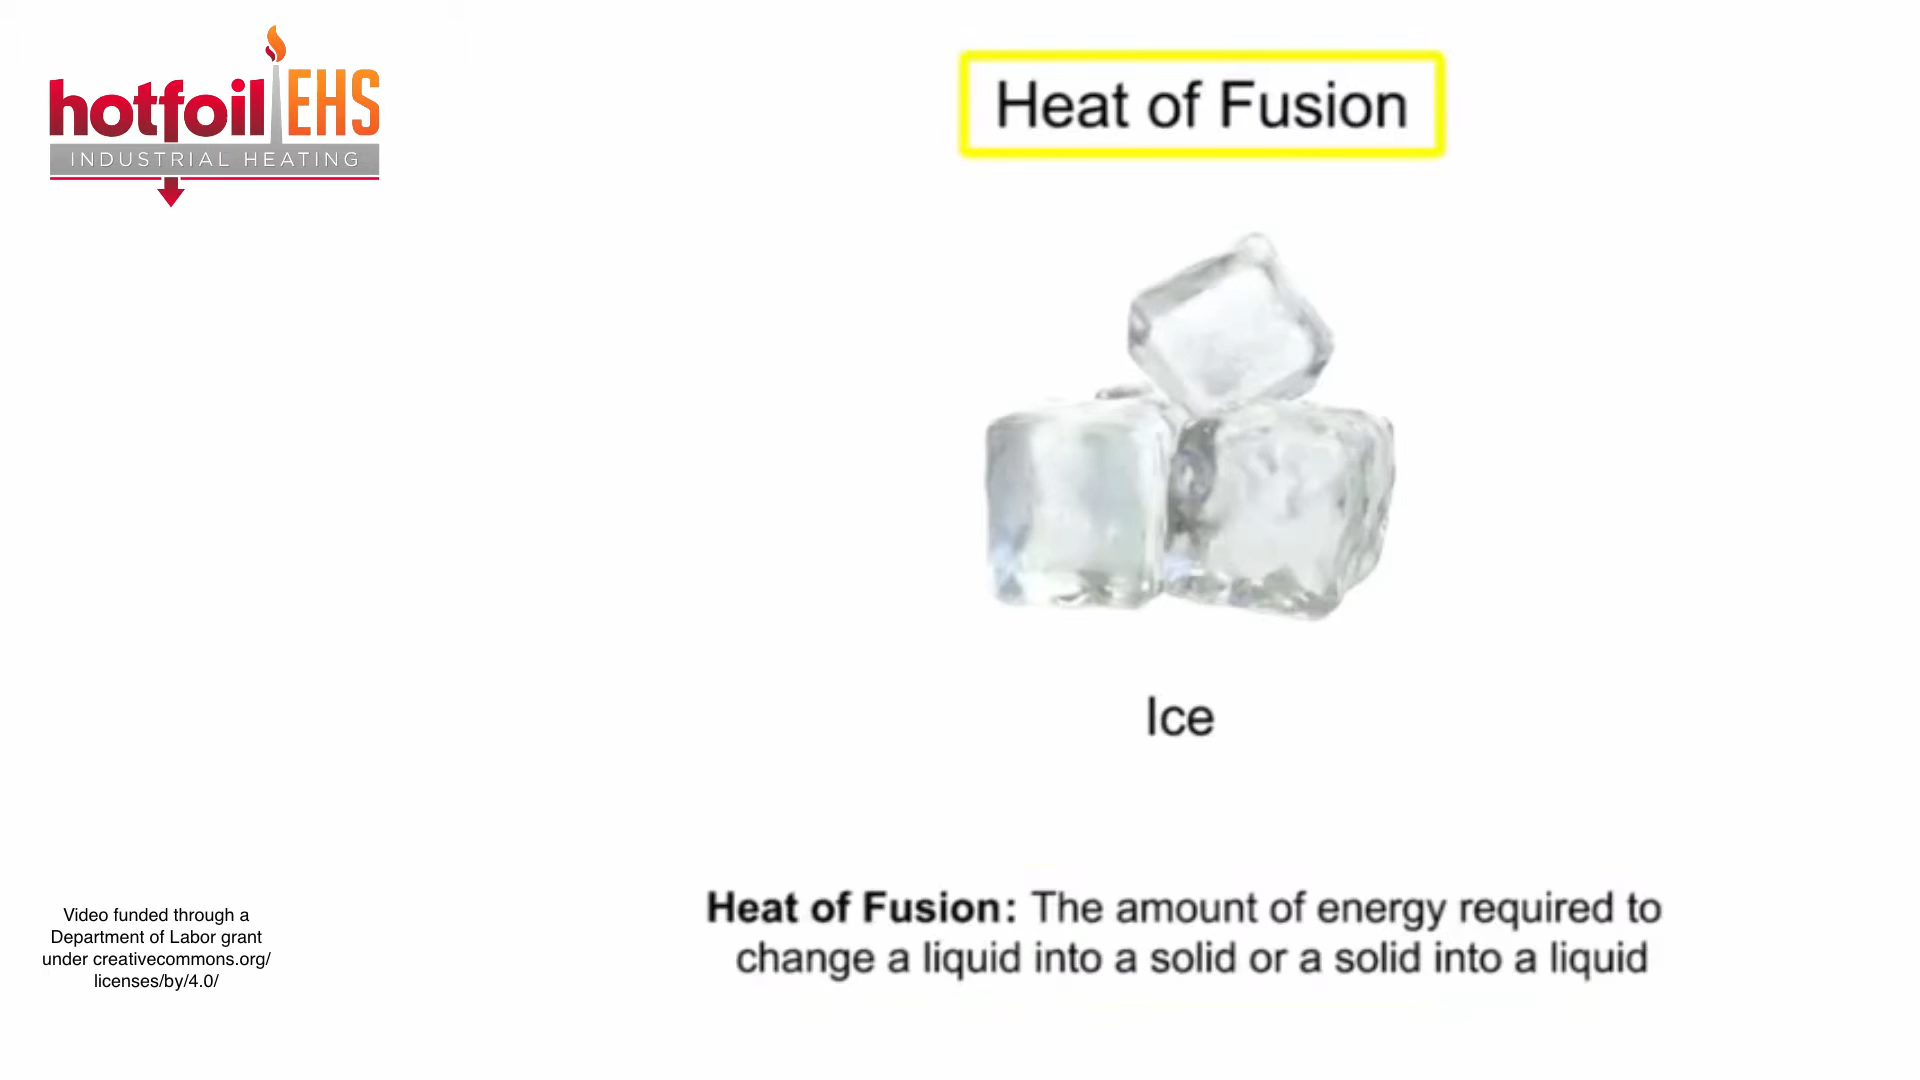 hotfoil EHS
INDUSTRIAL HEATING
Heat of Fusion
Ice
Heat of Fusion: The amount of energy required to
change a liquid into a solid or a solid into a liquid
Video funded through a
Department of Labor grant
under creativecommons.org/
licenses/by/4.0/